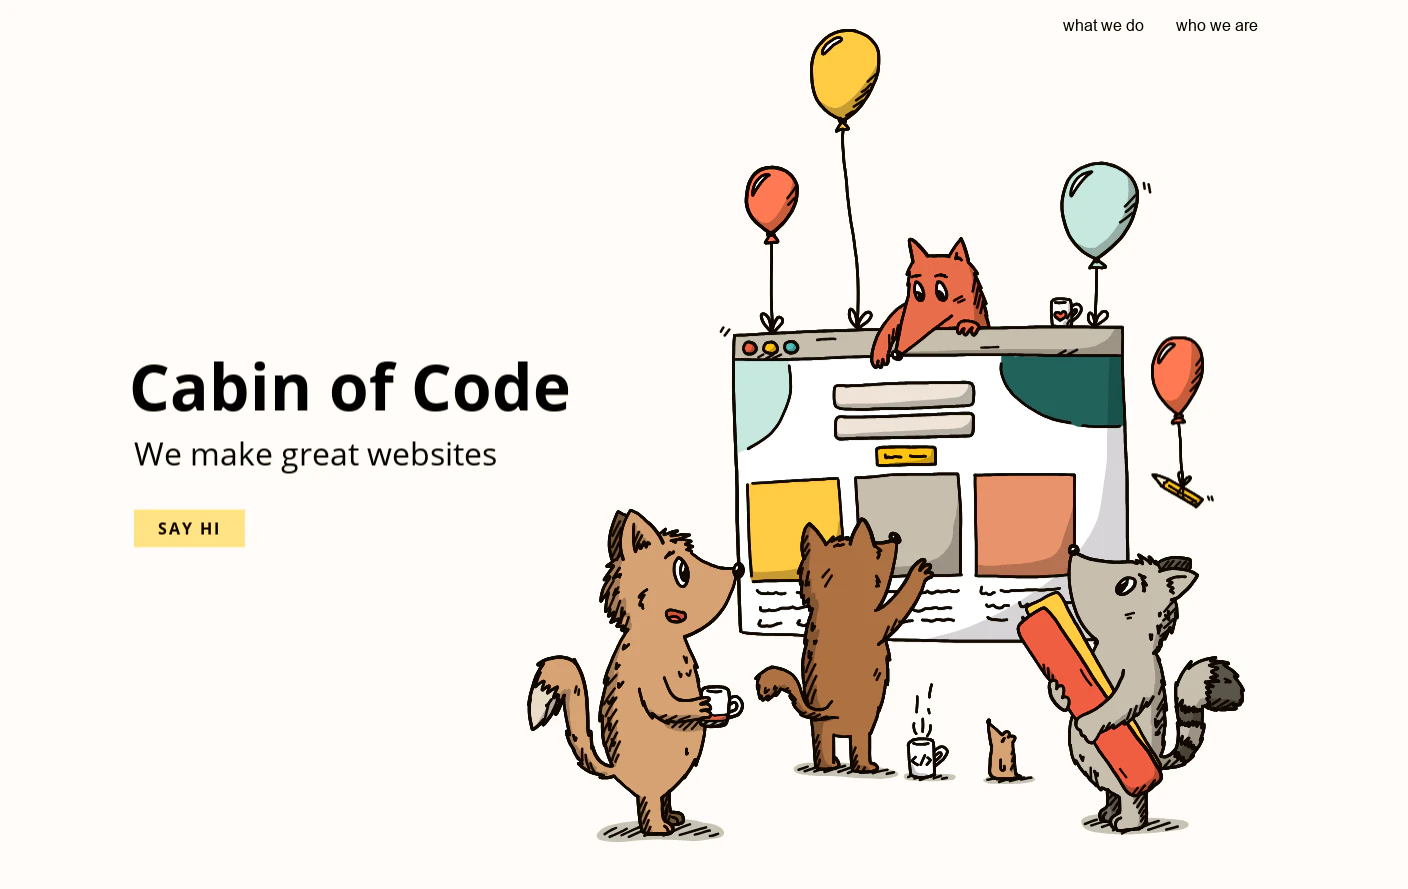 what we do who we are
Cabin of Code
We make great websites
SAY HI
</>